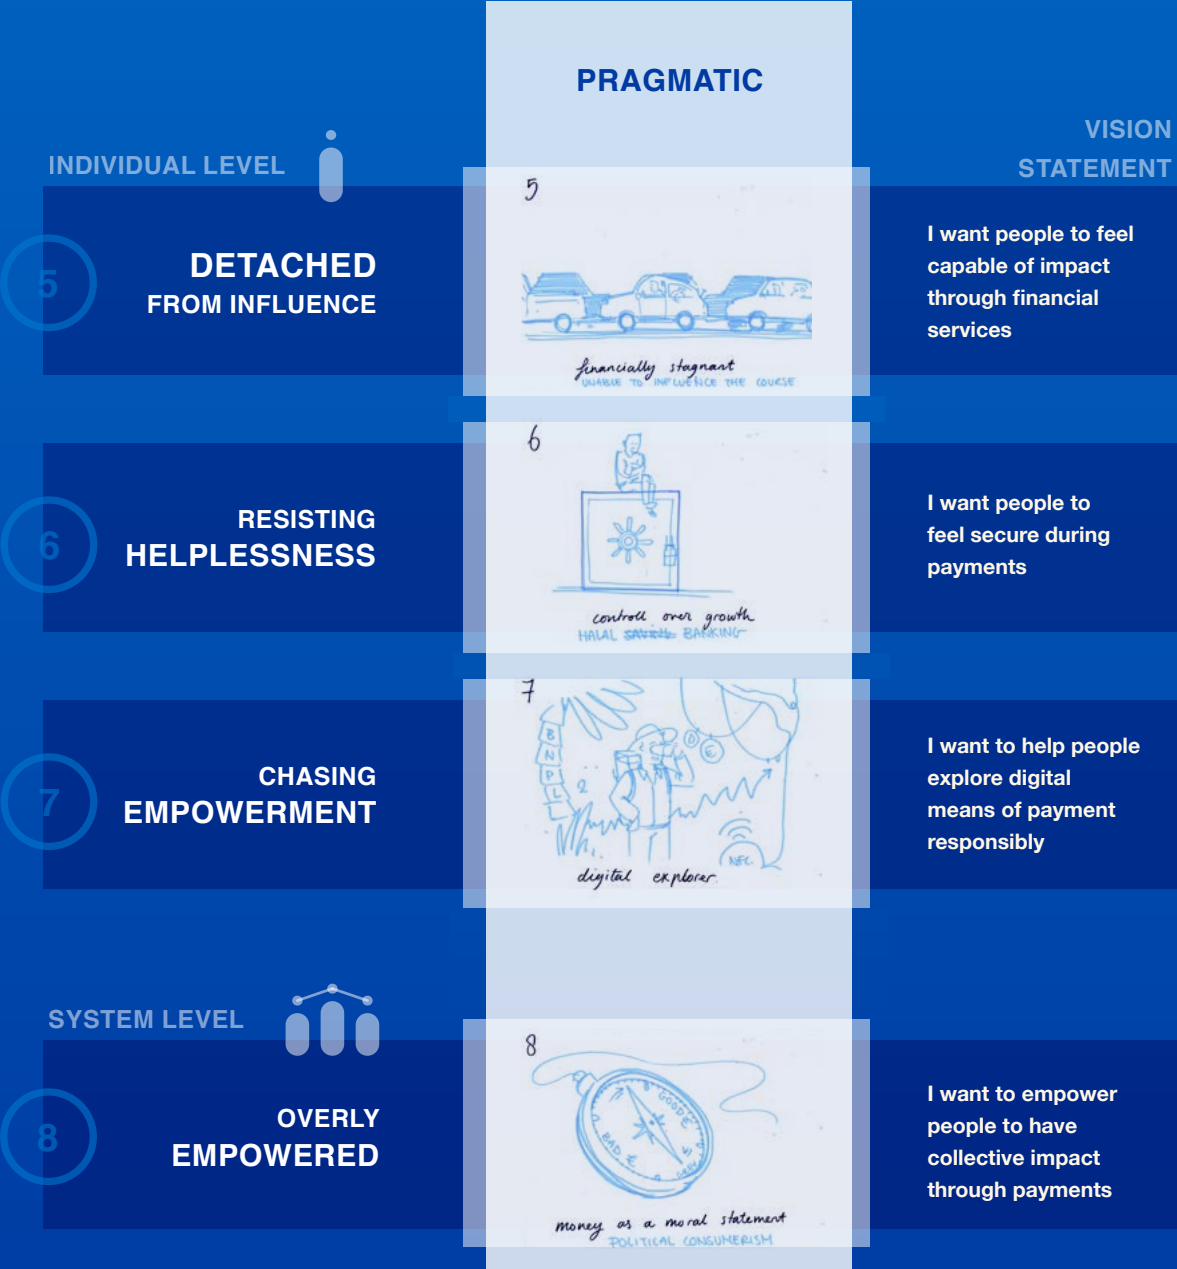 PRAGMATIC
VISION
STATEMENT
INDIVIDUAL LEVEL
5
DETACHED
FROM INFLUENCE
5
financially stagnant
UNABLE TO INFLUENCE THE COURSE
I want people to feel
capable of impact
through financial
services
6
RESISTING
HELPLESSNESS
6
controll over growth
HALAL BANKING
I want people to
feel secure during
payments
7
CHASING
EMPOWERMENT
7
B
N
P
L
NFC
digital explorer.
I want to help people
explore digital
means of payment
responsibly
SYSTEM LEVEL
8
OVERLY
EMPOWERED
8
GOOD £
BAD £
money as a moral statement
POLITICAL CONSUMERISM
I want to empower
people to have
collective impact
through payments